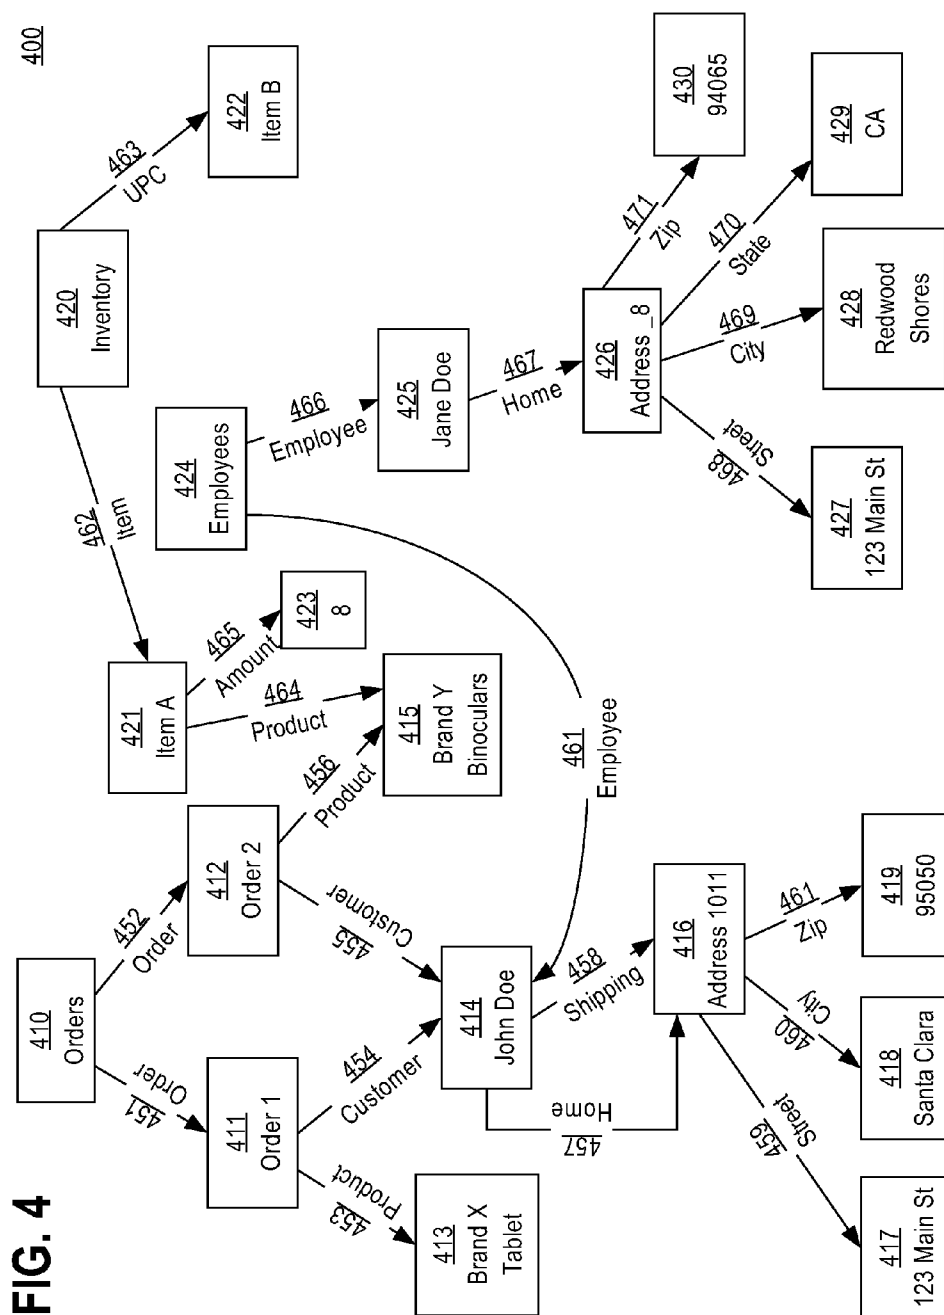 FIG. 4
400
410
Orders
451
Order
452
Order
411
Order 1
412
Order 2
453
Product
454
Customer
455
Customer
456
Product
413
Brand X
Tablet
414
John Doe
415
Brand Y
Binoculars
457
Home
458
Shipping
461
Employee
416
Address 1011
459
Street
460
City
461
Zip
417
123 Main St
418
Santa Clara
419
95050
420
Inventory
462
Item
463
UPC
421
Item A
422
Item B
464
Product
465
Amount
423
8
424
Employees
466
Employee
425
Jane Doe
467
Home
426
Address_8
468
Street
469
City
470
State
471
Zip
427
123 Main St
428
Redwood
Shores
429
CA
430
94065